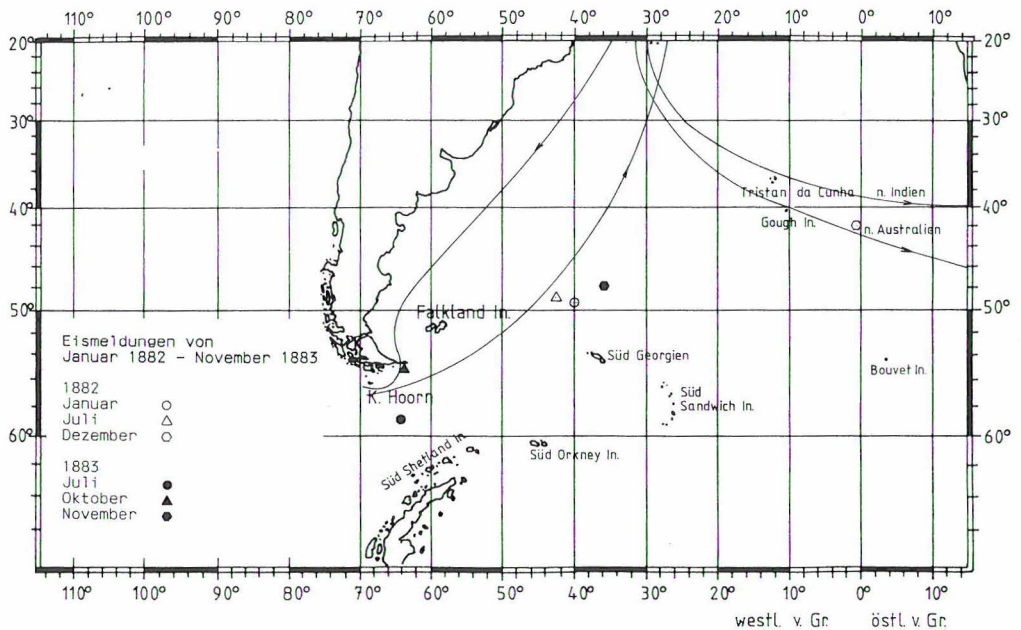 110° 100° 90° 80° 70° 60° 50° 40° 30° 20° 10° 0° 10°
20° 20°
30° 30°
Tristan da Cunha n. Indien
40° 40°
Gough In. n. Australien
50° 50°
Falkland In.
Eismeldungen von
Januar 1882 - November 1883
Süd Georgien
Bouvet In.
1882
Januar
Juli
Dezember
K. Hoorn
Süd
Sandwich In.
60° 60°
Süd Shetland In.
Süd Orkney In.
1883
Juli
Oktober
November
110° 100° 90° 80° 70° 60° 50° 40° 30° 20° 10° 0° 10°
westl. v. Gr. östl. v. Gr.